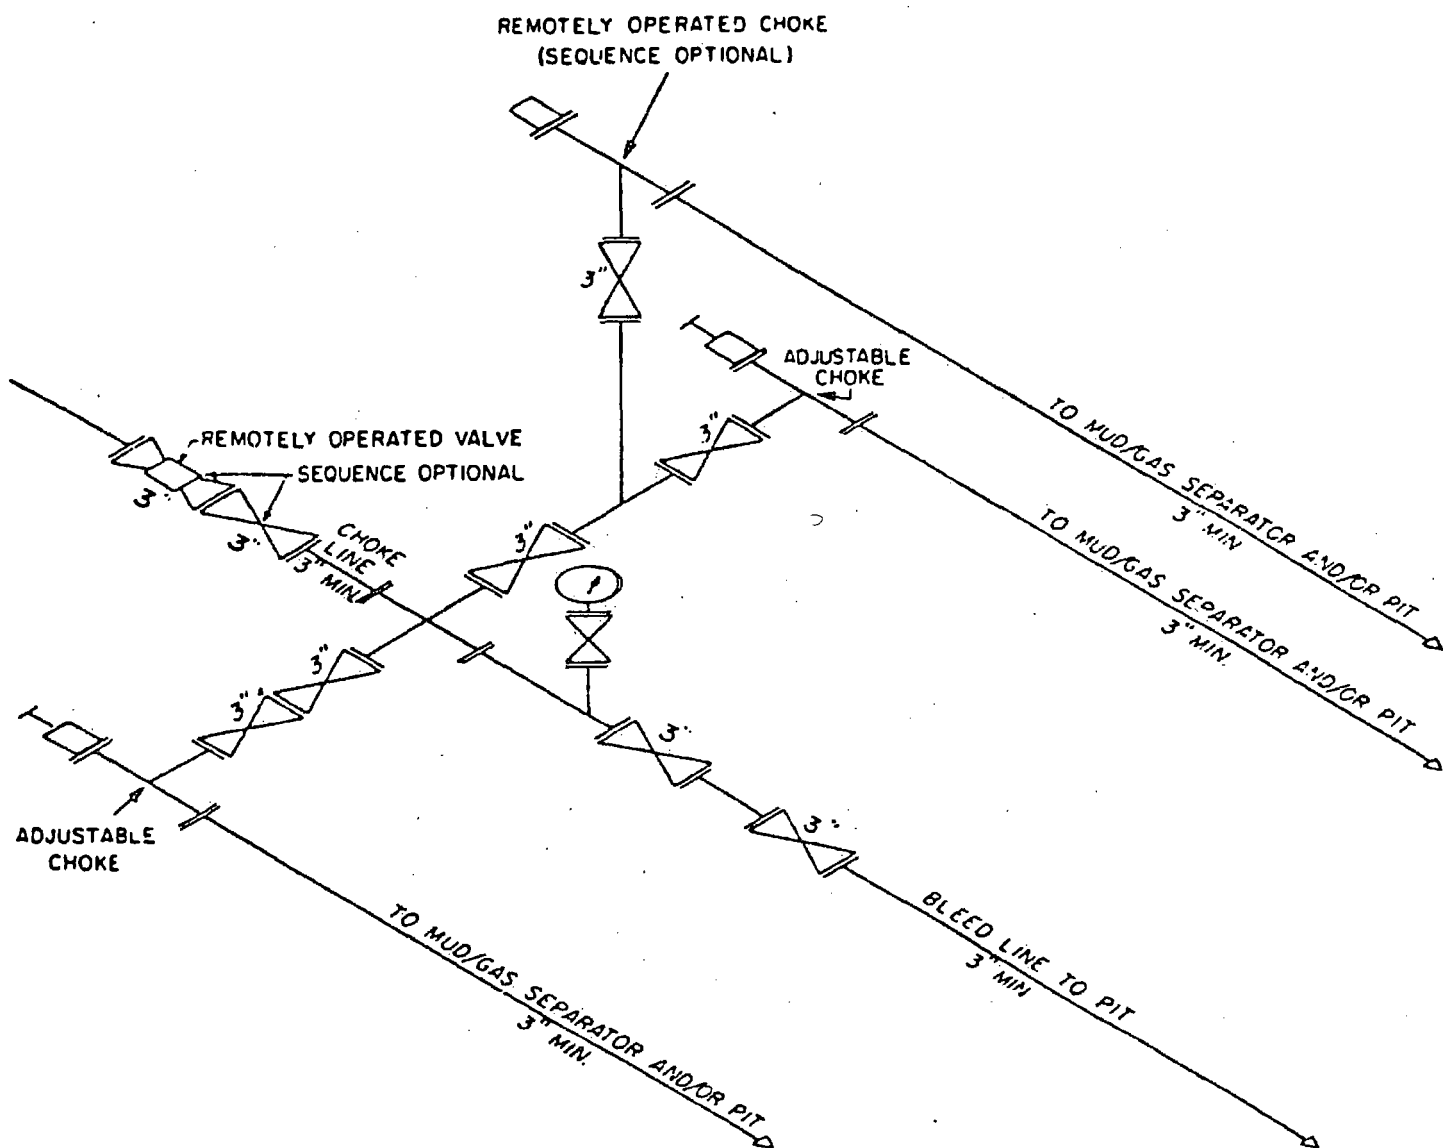 REMOTELY OPERATED CHOKE
(SEQUENCE OPTIONAL)
3"
ADJUSTABLE
CHOKE
3"
TO MUD/GAS SEPARATOR AND/OR PIT
3" MIN
REMOTELY OPERATED VALVE
SEQUENCE OPTIONAL
3"
3"
CHOKE
LINE
3" MIN.
3"
TO MUD/GAS SEPARATOR AND/OR PIT
3" MIN.
3"
3"
3"
3"
ADJUSTABLE
CHOKE
BLEED LINE TO PIT
3" MIN
TO MUD/GAS SEPARATOR AND/OR PIT
3" MIN.